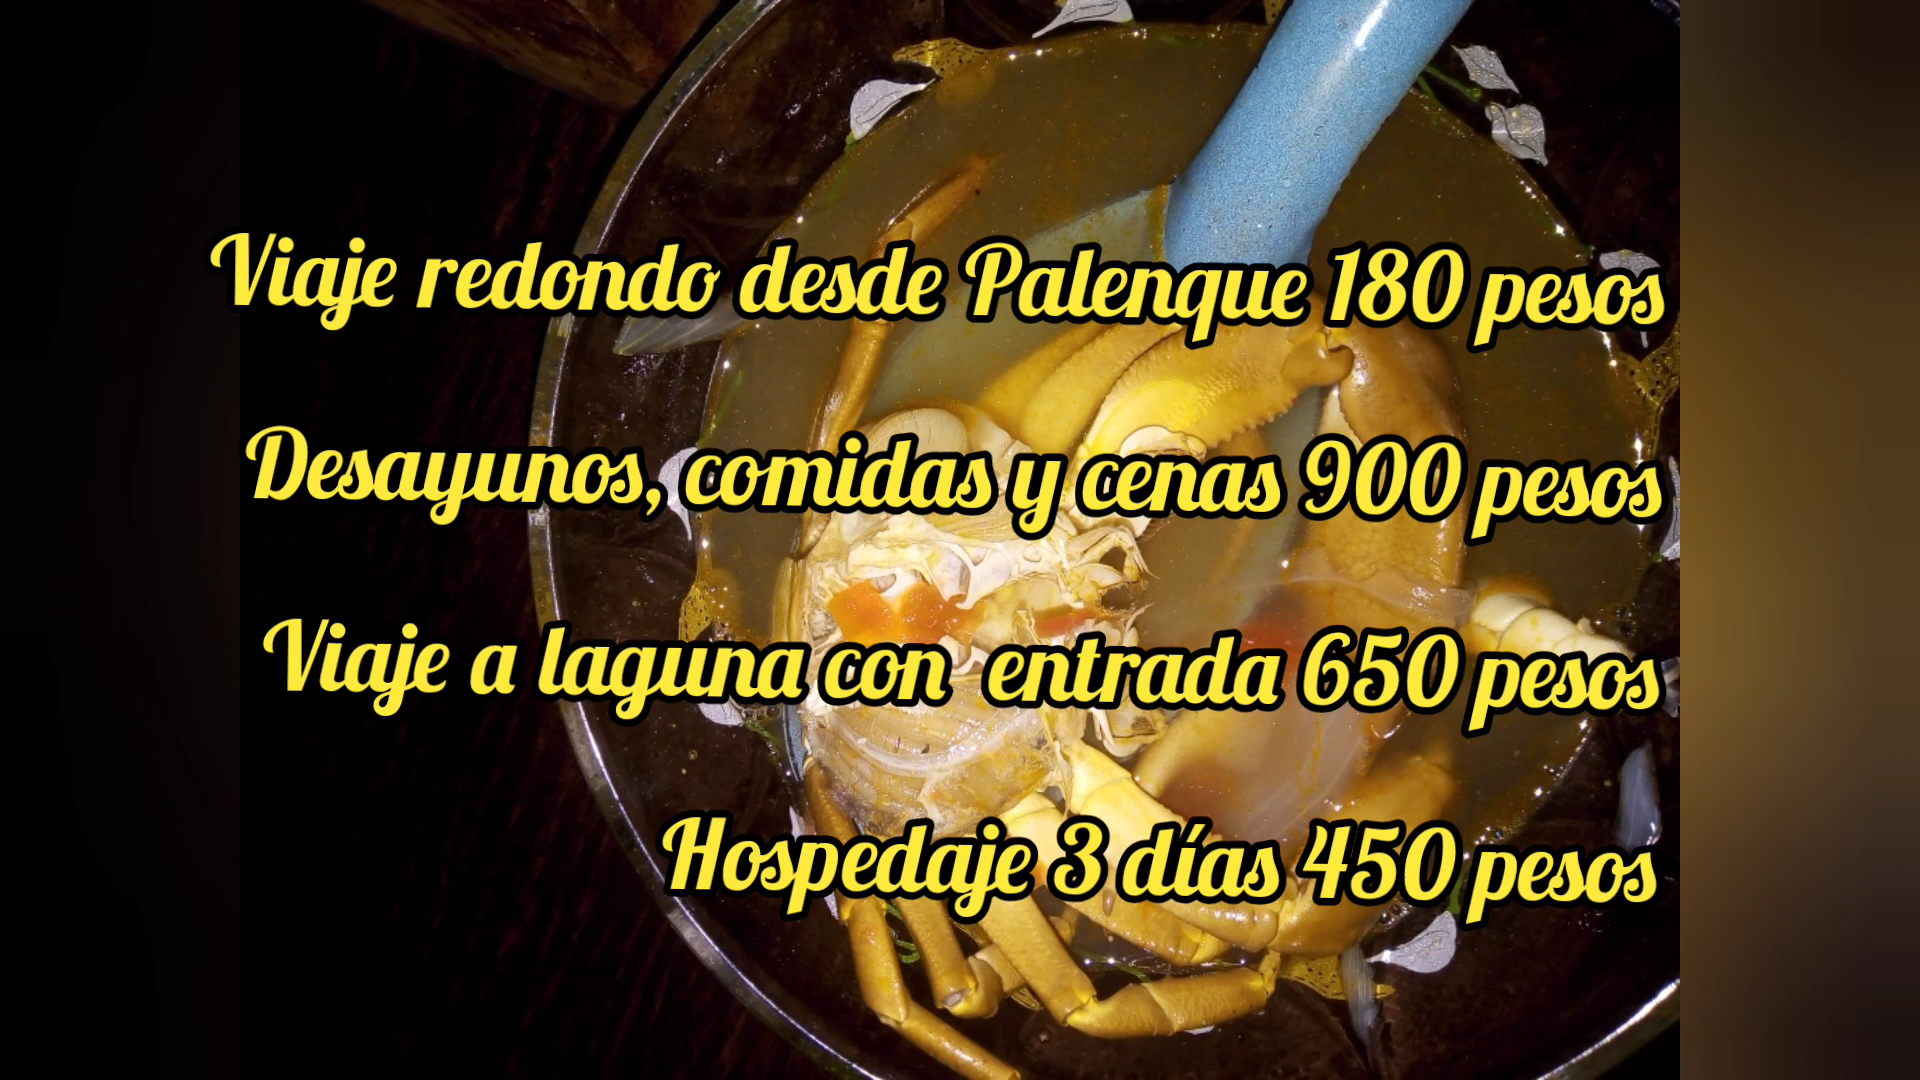 Viaje redondo desde Palenque 180 pesos
Desayunos, comidas y cenas 900 pesos
Viaje a laguna con entrada 650 pesos
Hospedaje 3 días 450 pesos